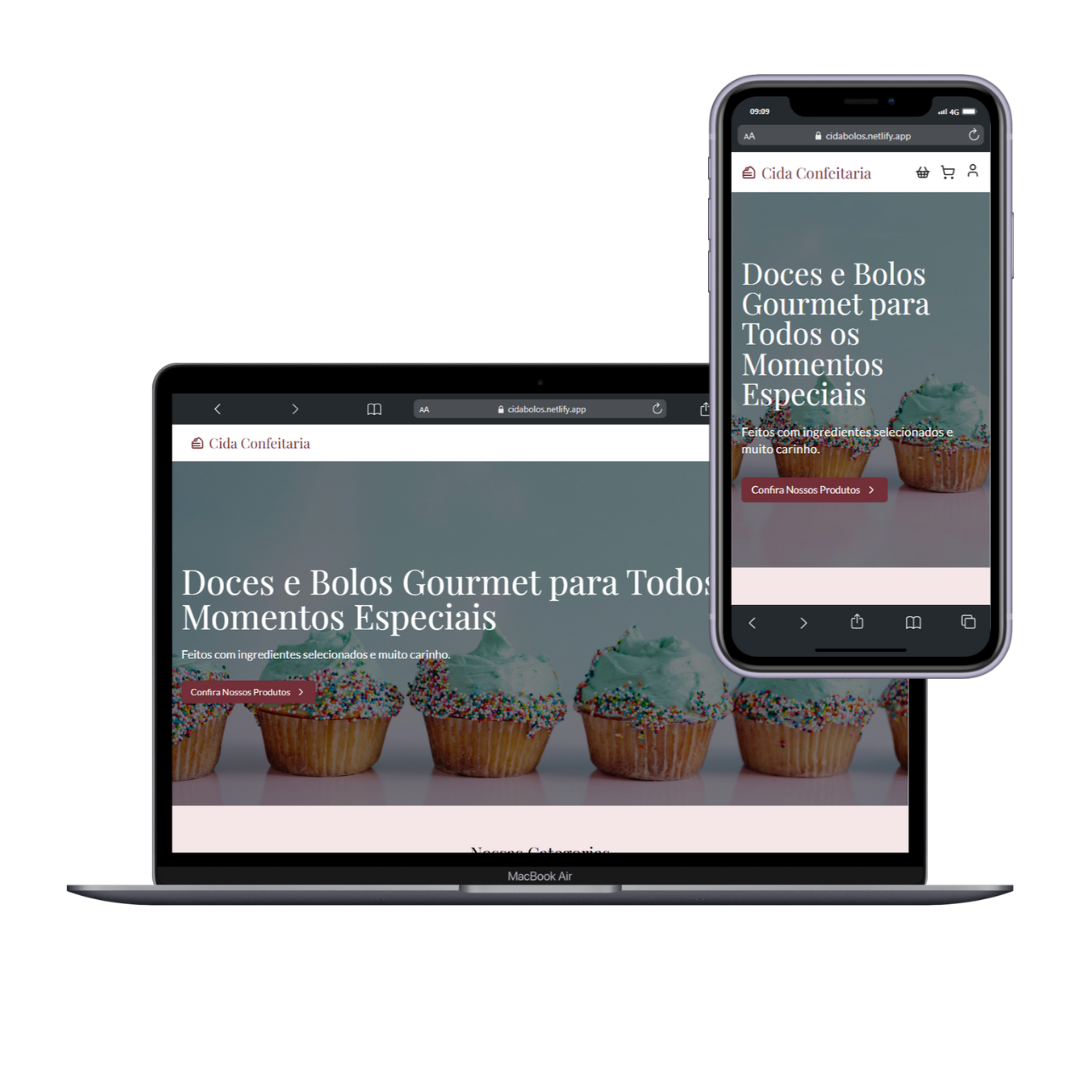 09:09
4G
AA
cidabolos.netlify.app
Cida Confeitaria
Doces e Bolos
Gourmet para
Todos os
Momentos
Especiais
Feitos com ingredientes selecionados e
muito carinho.
Confira Nossos Produtos
AA
cidabolos.netlify.app
Cida Confeitaria
Doces e Bolos Gourmet para Todos
Momentos Especiais
Feitos com ingredientes selecionados e muito carinho.
Confira Nossos Produtos
Nossas Categorias
MacBook Air